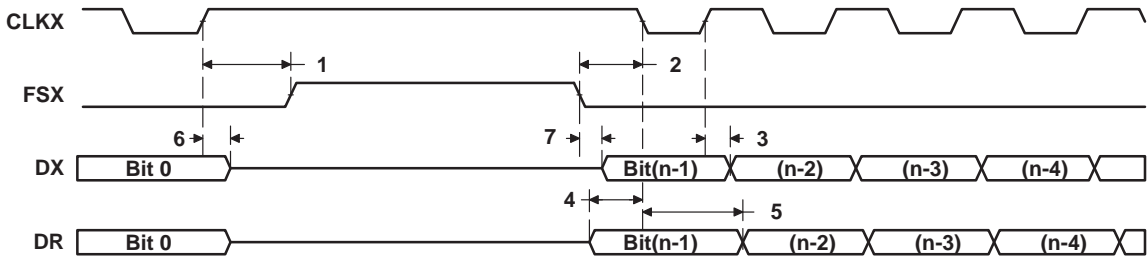 CLKX
1 2
FSX
6 7 3
DX Bit 0 Bit(n-1) (n-2) (n-3) (n-4)
4 5
DR Bit 0 Bit(n-1) (n-2) (n-3) (n-4)